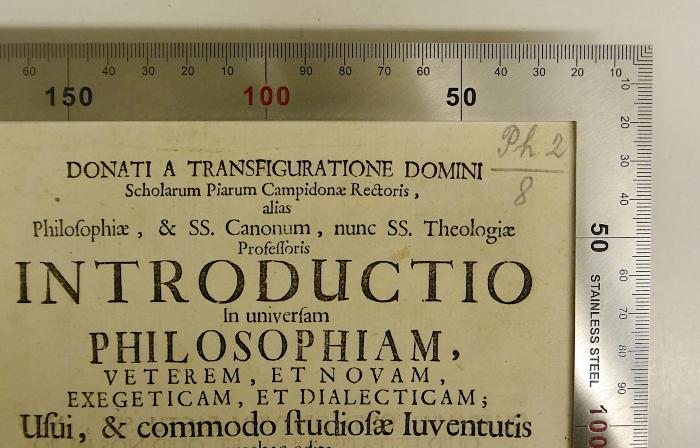 60 40 30 20 10 90 80 70 60 40 30 20 10
150 100 50
10
20
30
40
50
60
70
80
90
100
STAINLESS STEEL
Ph 2
8
DONATI A TRANSFIGURATIONE DOMINI
Scholarum Piarum Campidonæ Rectoris,
alias
Philoſophiæ, & SS. Canonum, nunc SS. Theologiæ
Profeſſoris
INTRODUCTIO
In univerſam
PHILOSOPHIAM,
VETEREM, ET NOVAM,
EXEGETICAM, ET DIALECTICAM;
Uſui, & commodo ſtudioſæ Iuventutis